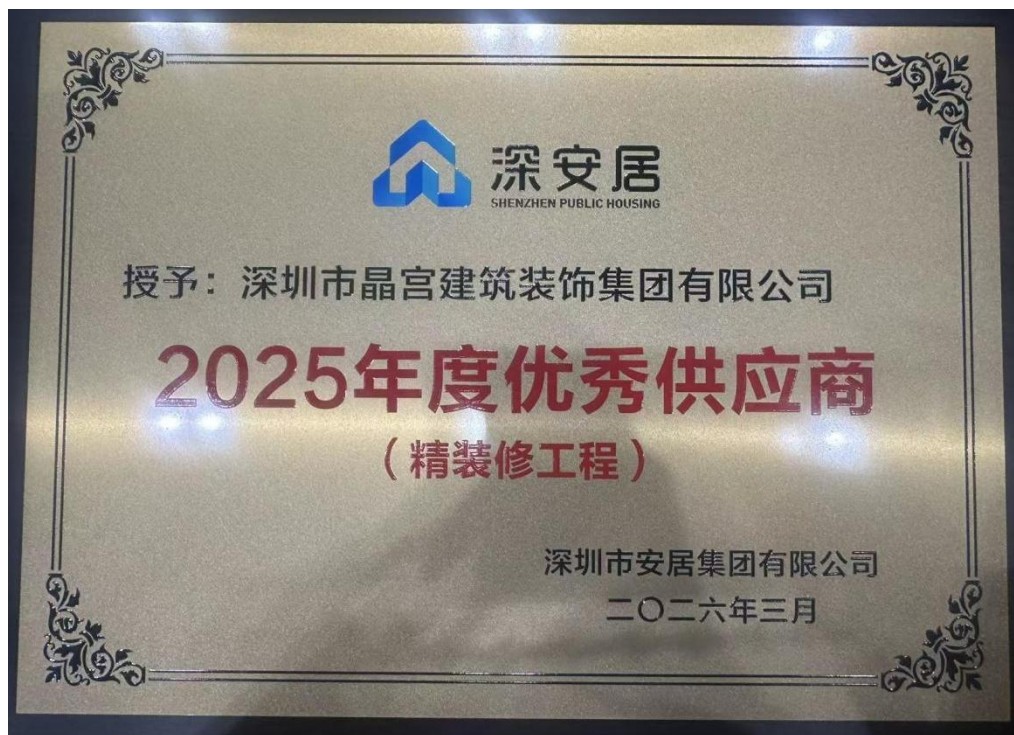 深安居
SHENZHEN PUBLIC HOUSING
授予：深圳市晶宫建筑装饰集团有限公司
2025年度优秀供应商
（精装修工程）
深圳市安居集团有限公司
二〇二六年三月